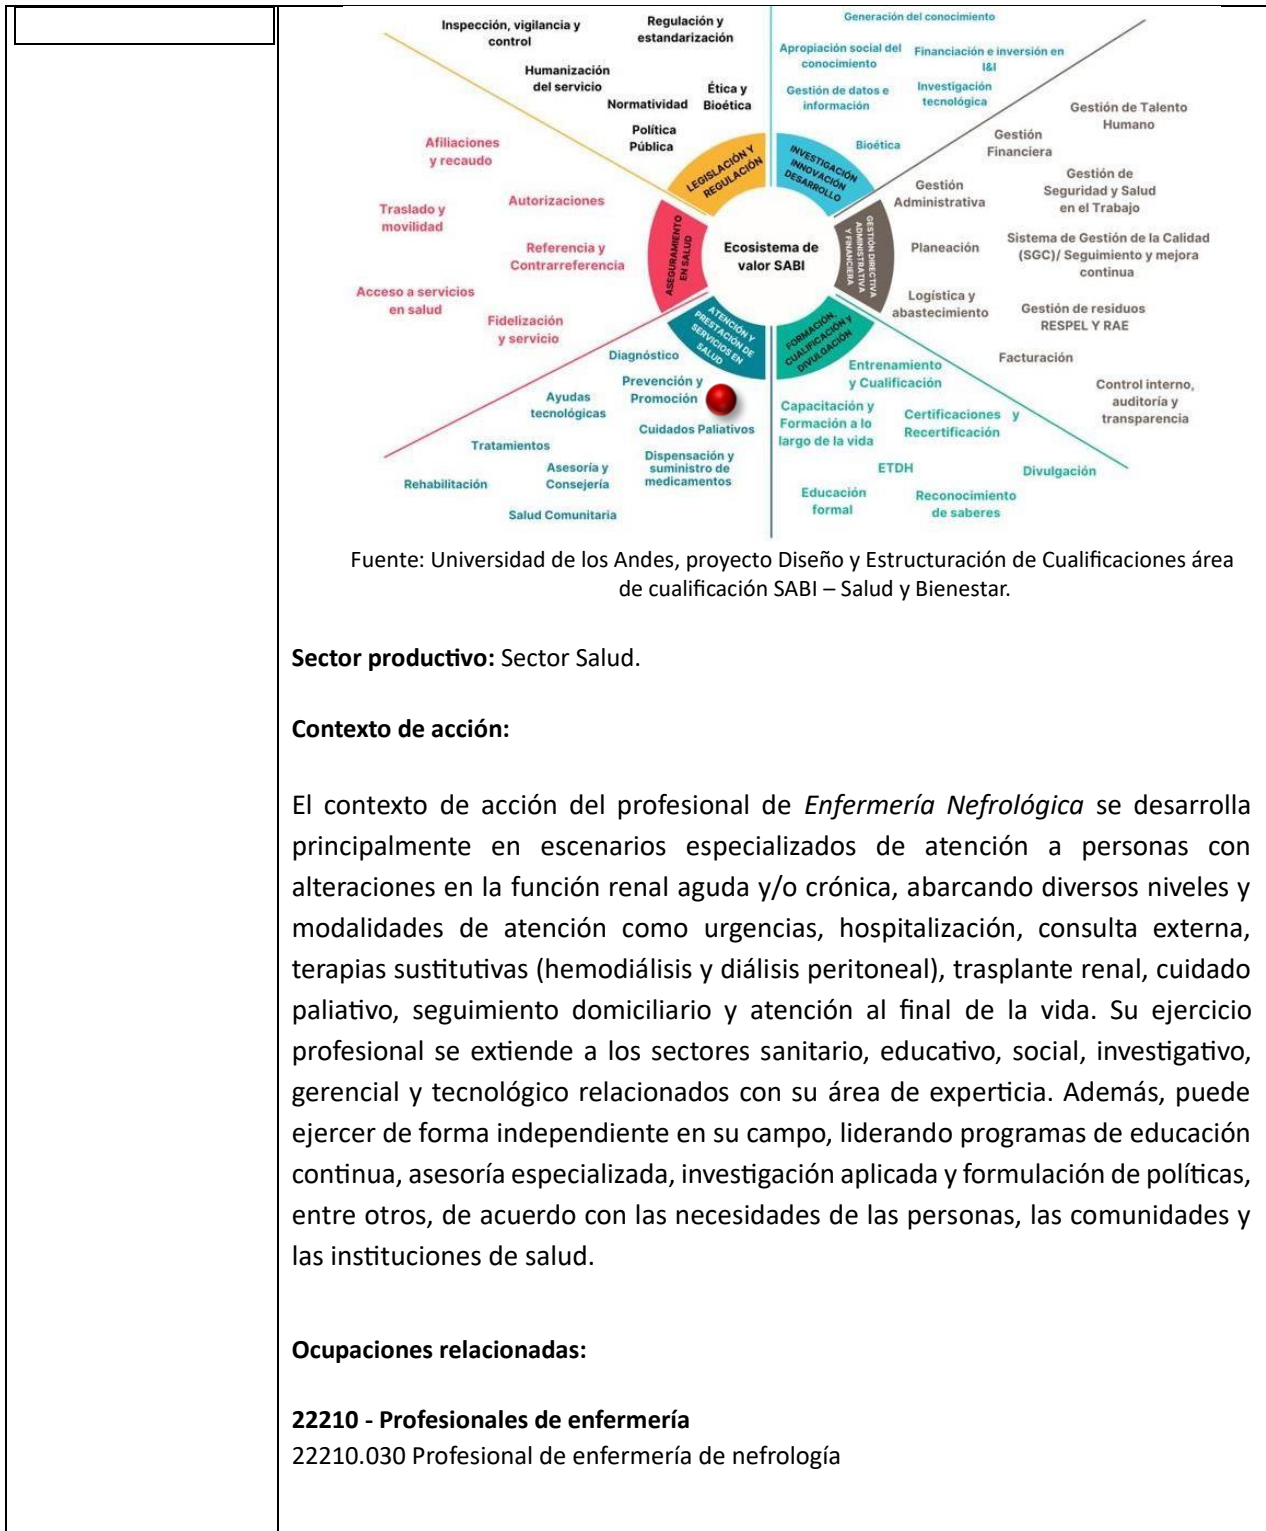 Inspección, vigilancia y
control
Regulación y
estandarización
Humanización
del servicio
Normatividad
Ética y
Bioética
Política
Pública
LEGISLACIÓN Y
REGULACIÓN
Generación del conocimiento
Apropiación social del
conocimiento
Financiación e inversión en
I&I
Gestión de datos e
información
Investigación
tecnológica
Bioética
INVESTIGACIÓN
INNOVACIÓN
DESARROLLO
Gestión de Talento
Humano
Gestión
Financiera
Gestión de
Seguridad y Salud
en el Trabajo
Gestión
Administrativa
Planeación
Sistema de Gestión de la Calidad
(SGC)/ Seguimiento y mejora
continua
Logística y
abastecimiento
Gestión de residuos
RESPEL Y RAE
Facturación
Control interno,
auditoría y
transparencia
GESTIÓN DIRECTIVA
ADMINISTRATIVA
Y FINANCIERA
Afiliaciones
y recaudo
Traslado y
movilidad
Autorizaciones
Referencia y
Contrarreferencia
Acceso a servicios
en salud
Fidelización
y servicio
ASEGURAMIENTO
EN SALUD
Ecosistema de
valor SABI
ATENCIÓN Y
PRESTACIÓN DE
SERVICIOS EN
SALUD
Diagnóstico
Prevención y
Promoción
Ayudas
tecnológicas
Cuidados Paliativos
Tratamientos
Dispensación y
suministro de
medicamentos
Asesoría y
Consejería
Rehabilitación
Salud Comunitaria
FORMACIÓN,
CUALIFICACIÓN Y
DIVULGACIÓN
Entrenamiento
y Cualificación
Capacitación y
Formación a lo
largo de la vida
Certificaciones y
Recertificación
ETDH
Divulgación
Educación
formal
Reconocimiento
de saberes
Fuente: Universidad de los Andes, proyecto Diseño y Estructuración de Cualificaciones área
de cualificación SABI – Salud y Bienestar.
Sector productivo: Sector Salud.
Contexto de acción:
El contexto de acción del profesional de Enfermería Nefrológica se desarrolla
principalmente en escenarios especializados de atención a personas con
alteraciones en la función renal aguda y/o crónica, abarcando diversos niveles y
modalidades de atención como urgencias, hospitalización, consulta externa,
terapias sustitutivas (hemodiálisis y diálisis peritoneal), trasplante renal, cuidado
paliativo, seguimiento domiciliario y atención al final de la vida. Su ejercicio
profesional se extiende a los sectores sanitario, educativo, social, investigativo,
gerencial y tecnológico relacionados con su área de experticia. Además, puede
ejercer de forma independiente en su campo, liderando programas de educación
continua, asesoría especializada, investigación aplicada y formulación de políticas,
entre otros, de acuerdo con las necesidades de las personas, las comunidades y
las instituciones de salud.
Ocupaciones relacionadas:
22210 - Profesionales de enfermería
22210.030 Profesional de enfermería de nefrología